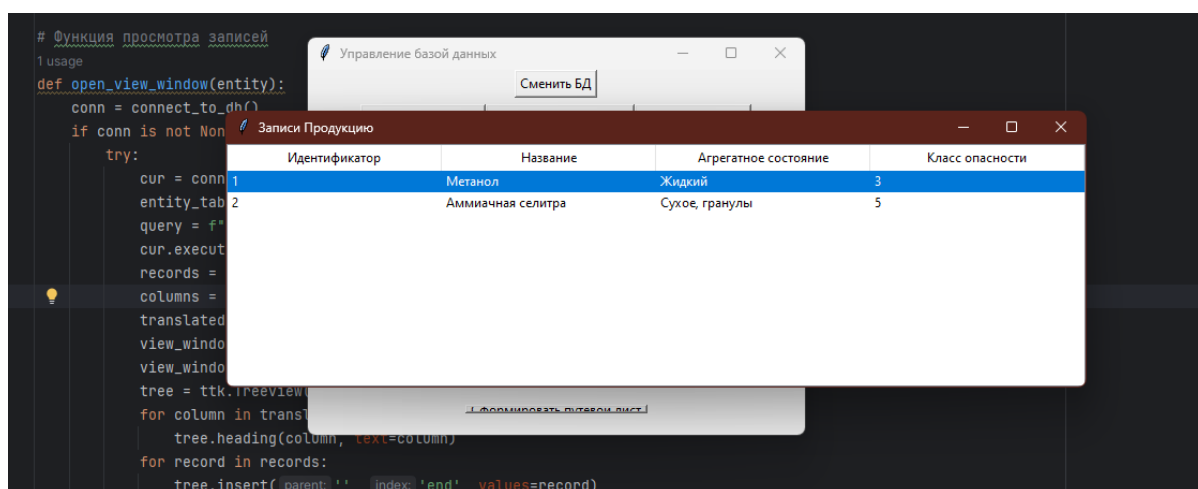 # Функция просмотра записей
1 usage
Управление базой данных
def open_view_window(entity):
Сменить БД
conn = connect_to_db()
if conn is not Non
Записи Продукцию
try:
Идентификатор Название Агрегатное состояние Класс опасности
cur = conn
1 Метанол Жидкий 3
entity_tab
2 Аммиачная селитра Сухое, гранулы 5
query = f"
cur.execut
records =
columns =
translated
view_windo
view_windo
tree = ttk.Treeview(
Сформировать путевой лист
for column in transl
tree.heading(column, text=column)
for record in records:
tree.insert( parent: '' index: 'end' values=record)